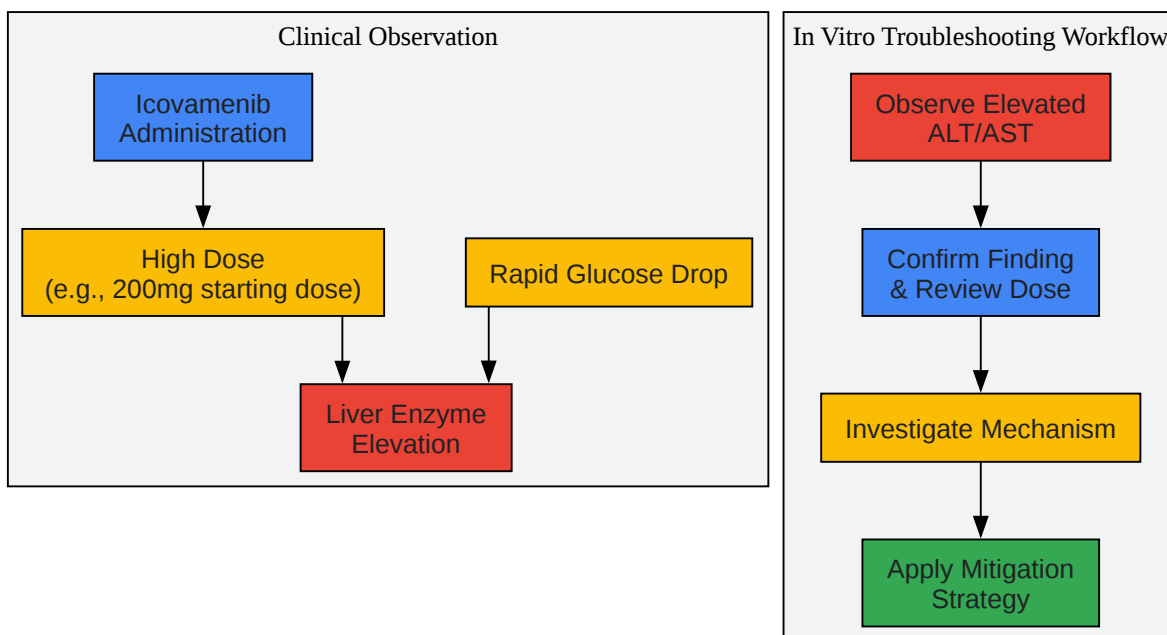 Clinical Observation
Icovamenib
Administration
High Dose
(e.g., 200mg starting dose)
Rapid Glucose Drop
Liver Enzyme
Elevation
In Vitro Troubleshooting Workflow
Observe Elevated
ALT/AST
Confirm Finding
& Review Dose
Investigate Mechanism
Apply Mitigation
Strategy